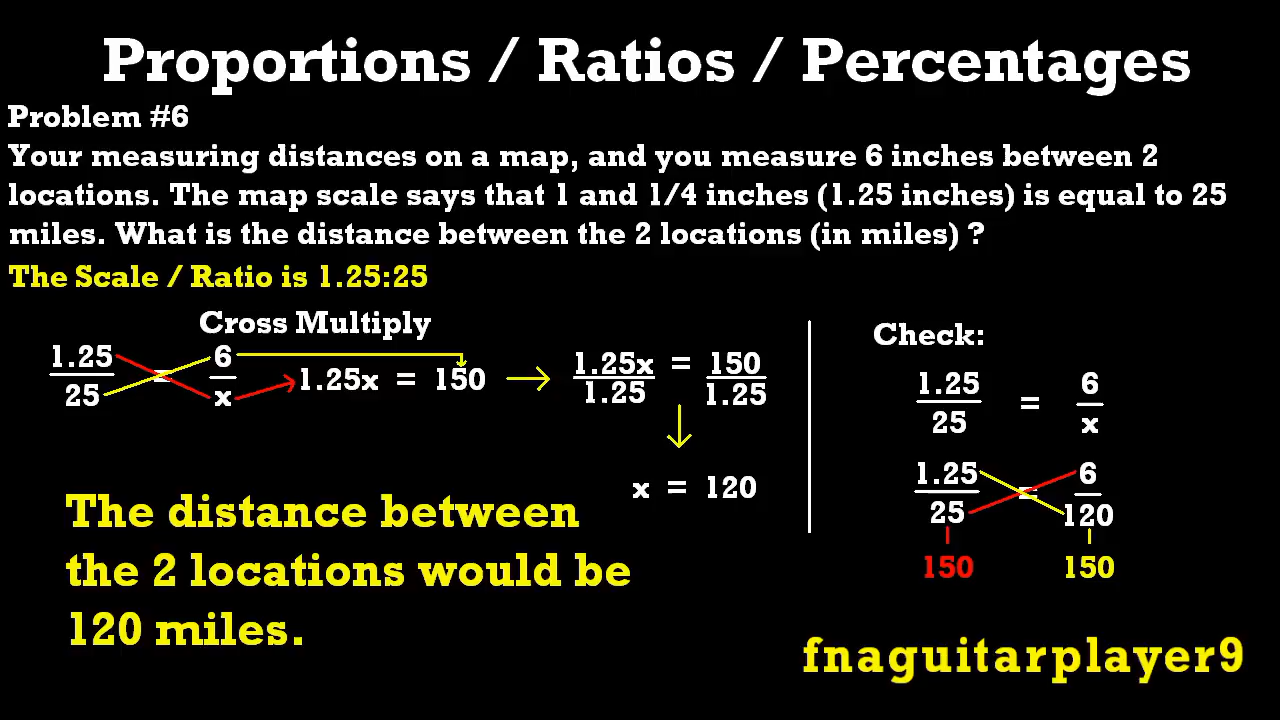 Proportions / Ratios / Percentages
Problem #6
Your measuring distances on a map, and you measure 6 inches between 2
locations. The map scale says that 1 and 1/4 inches (1.25 inches) is equal to 25
miles. What is the distance between the 2 locations (in miles) ?
The Scale / Ratio is 1.25:25
Cross Multiply
1.25
25
=
6
x
1.25x = 150
1.25x = 150
1.25 1.25
x = 120
The distance between
the 2 locations would be
120 miles.
Check:
1.25
25
=
6
x
1.25
25
=
6
120
150 150
fnaguitarplayer9